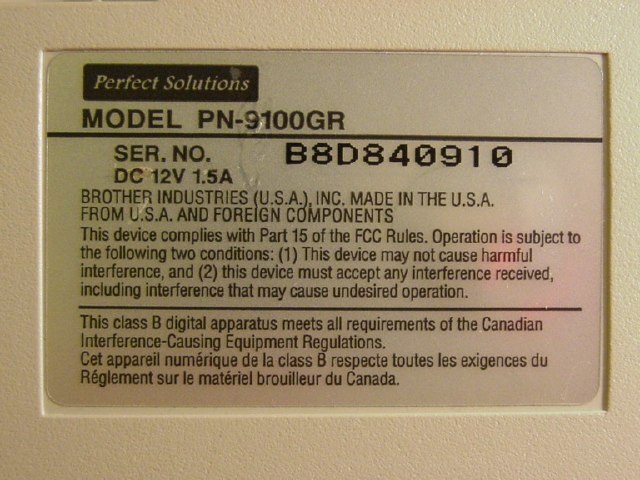 Perfect Solutions
MODEL PN-9100GR
SER. NO. B8D840910
DC 12V 1.5A
BROTHER INDUSTRIES (U.S.A.), INC. MADE IN THE U.S.A.
FROM U.S.A. AND FOREIGN COMPONENTS
This device complies with Part 15 of the FCC Rules. Operation is subject to
the following two conditions: (1) This device may not cause harmful
interference, and (2) this device must accept any interference received,
including interference that may cause undesired operation.
This class B digital apparatus meets all requirements of the Canadian
Interference-Causing Equipment Regulations.
Cet appareil numérique de la class B respecte toutes les exigences du
Réglement sur le matériel brouilleur du Canada.